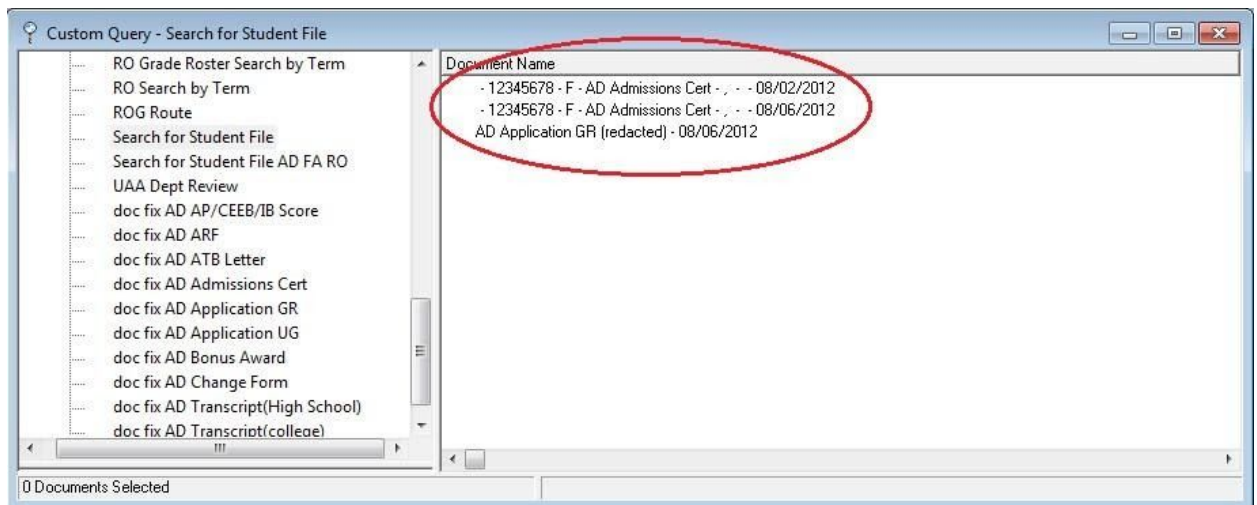 Custom Query - Search for Student File
RO Grade Roster Search by Term
RO Search by Term
ROG Route
Search for Student File
Search for Student File AD FA RO
UAA Dept Review
doc fix AD AP/CEEB/IB Score
doc fix AD ARF
doc fix AD ATB Letter
doc fix AD Admissions Cert
doc fix AD Application GR
doc fix AD Application UG
doc fix AD Bonus Award
doc fix AD Change Form
doc fix AD Transcript(High School)
doc fix AD Transcript(college)
Document Name
- 12345678 - F - AD Admissions Cert - , - - 08/02/2012
- 12345678 - F - AD Admissions Cert - , - - 08/06/2012
AD Application GR (redacted) - 08/06/2012
0 Documents Selected